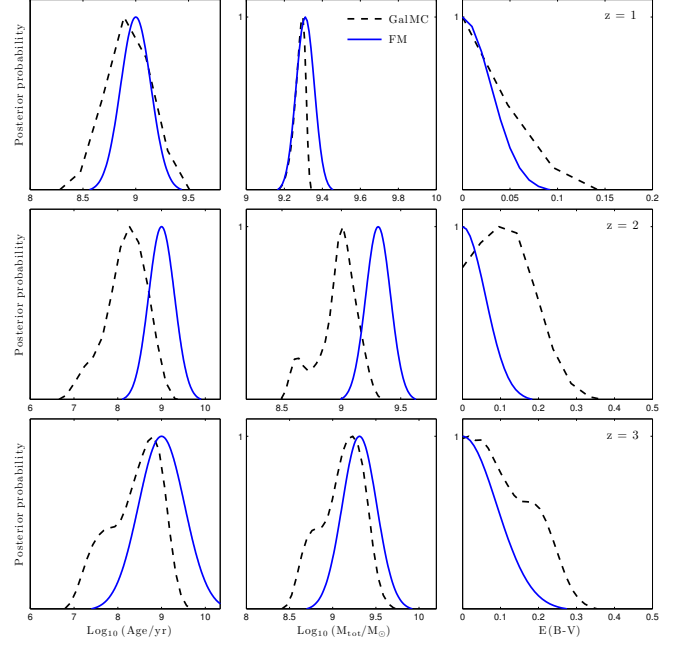 Posterior probability
1
GalMC
FM
1
z = 1
8 8.5 9 9.5
9 9.2 9.4 9.6 9.8 10
0 0.05 0.1 0.15 0.2
Posterior probability
1
1
z = 2
6 7 8 9 10
8.5 9 9.5
0 0.1 0.2 0.3 0.4 0.5
Posterior probability
1
1
z = 3
6 7 8 9 10
8.5 9 9.5 10
0 0.1 0.2 0.3 0.4 0.5
Log₁₀ (Age/yr)
Log₁₀ (Mₜₒₜ/M☉)
E(B-V)